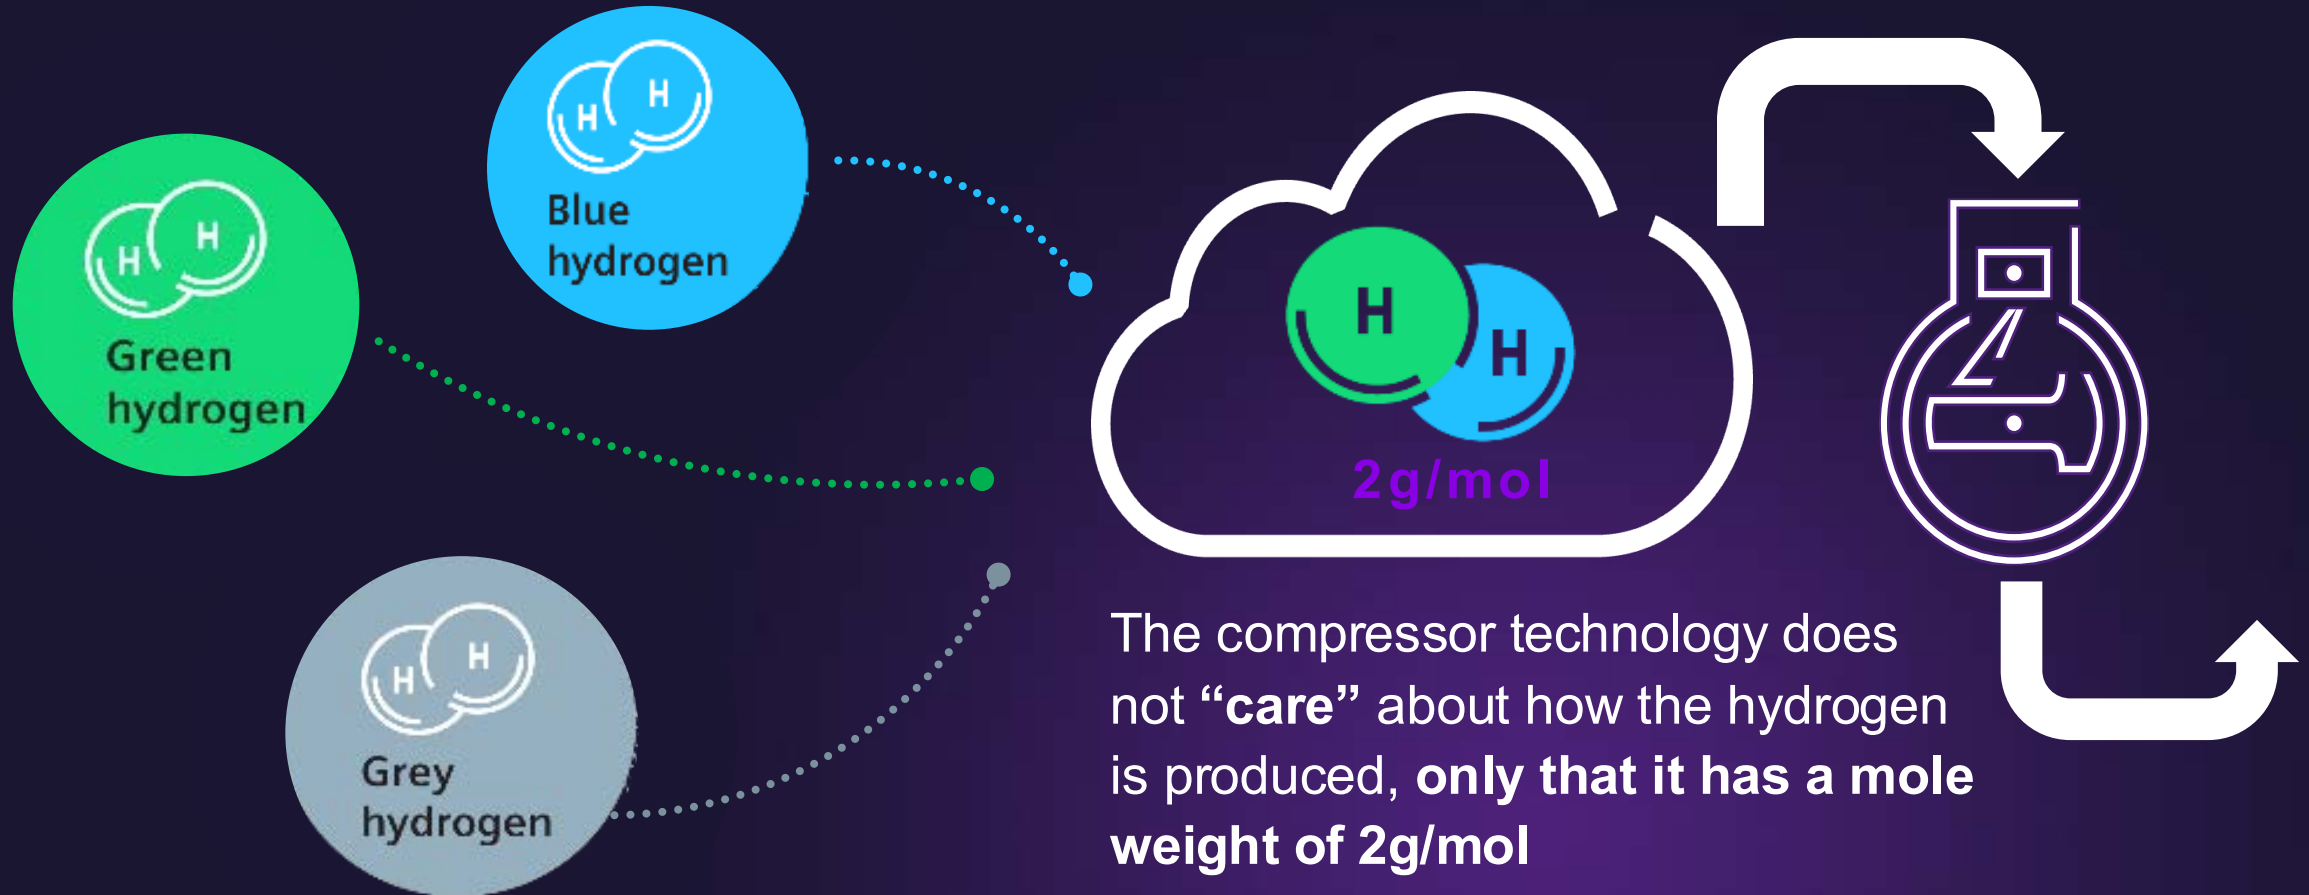 H H
Blue
hydrogen
H H
Green
hydrogen
H H
Grey
hydrogen
H
H
2g/mol
The compressor technology does
not “care” about how the hydrogen
is produced, only that it has a mole
weight of 2g/mol